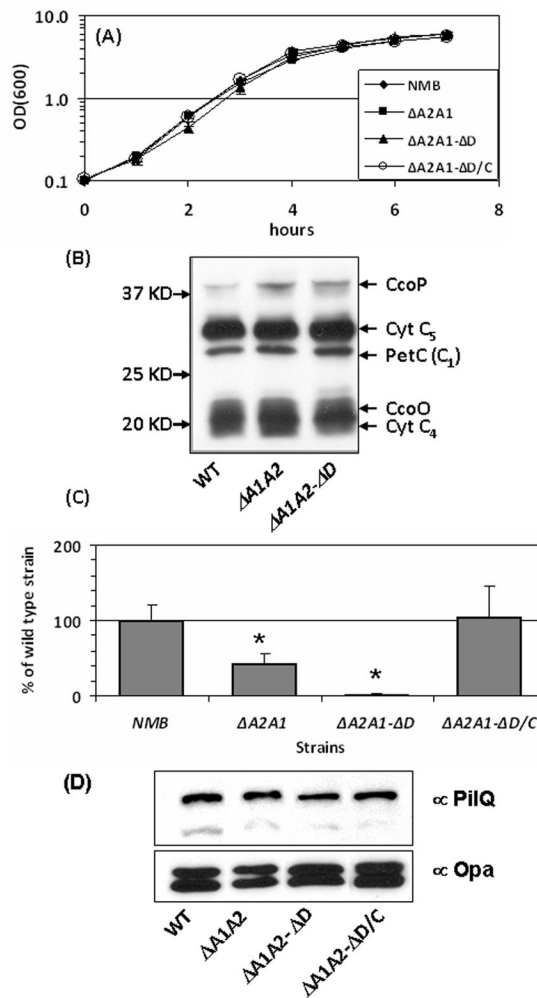 (A)
OD(600)
10.0
1.0
0.1
0 2 4 6 8
hours
NMB
ΔA2A1
ΔA2A1-ΔD
ΔA2A1-ΔD/C
(B)
37 KD
25 KD
20 KD
CcoP
Cyt C5
PetC (C1)
CcoO
Cyt C4
WT ΔA1A2 ΔA1A2-ΔD
(C)
% of wild type strain
200
100
0
* *
NMB ΔA2A1 ΔA2A1-ΔD ΔA2A1-ΔD/C
Strains
(D)
∝ PilQ
∝ Opa
WT ΔA1A2 ΔA1A2-ΔD ΔA1A2-ΔD/C